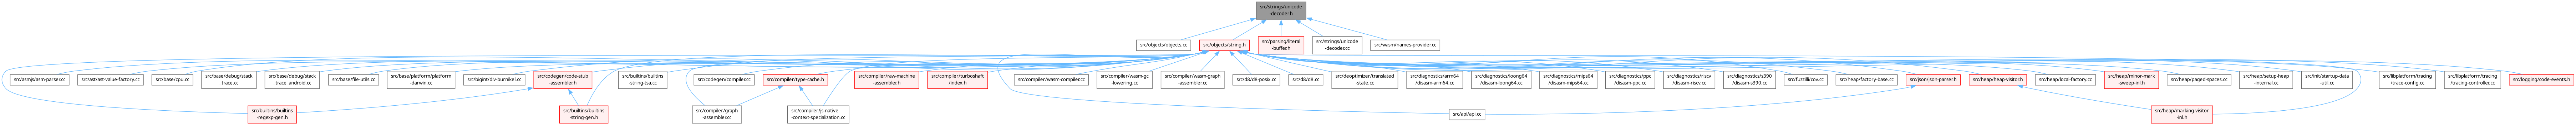 src/strings/unicode
-decoder.h
src/objects/objects.cc
src/objects/string.h
src/parsing/literal
-buffer.h
src/strings/unicode
-decoder.cc
src/wasm/names-provider.cc
src/asmjs/asm-parser.cc
src/ast/ast-value-factory.cc
src/base/cpu.cc
src/base/debug/stack
_trace.cc
src/base/debug/stack
_trace_android.cc
src/base/file-utils.cc
src/base/platform/platform
-darwin.cc
src/bigint/div-burnikel.cc
src/codegen/code-stub
-assembler.h
src/builtins/builtins
-string-tsa.cc
src/codegen/compiler.cc
src/compiler/type-cache.h
src/compiler/raw-machine
-assembler.h
src/compiler/turboshaft
/index.h
src/compiler/wasm-compiler.cc
src/compiler/wasm-gc
-lowering.cc
src/compiler/wasm-graph
-assembler.cc
src/d8/d8-posix.cc
src/d8/d8.cc
src/deoptimizer/translated
-state.cc
src/diagnostics/arm64
/disasm-arm64.cc
src/diagnostics/loong64
/disasm-loong64.cc
src/diagnostics/mips64
/disasm-mips64.cc
src/diagnostics/ppc
/disasm-ppc.cc
src/diagnostics/riscv
/disasm-riscv.cc
src/diagnostics/s390
/disasm-s390.cc
src/fuzzilli/cov.cc
src/heap/factory-base.cc
src/json/json-parser.h
src/heap/heap-visitor.h
src/heap/local-factory.cc
src/heap/minor-mark
-sweep-inl.h
src/heap/paged-spaces.cc
src/heap/setup-heap
-internal.cc
src/init/startup-data
-util.cc
src/libplatform/tracing
/trace-config.cc
src/libplatform/tracing
/tracing-controller.cc
src/logging/code-events.h
src/builtins/builtins
-regexp-gen.h
src/builtins/builtins
-string-gen.h
src/compiler/graph
-assembler.cc
src/compiler/js-native
-context-specialization.cc
src/api/api.cc
src/heap/marking-visitor
-inl.h